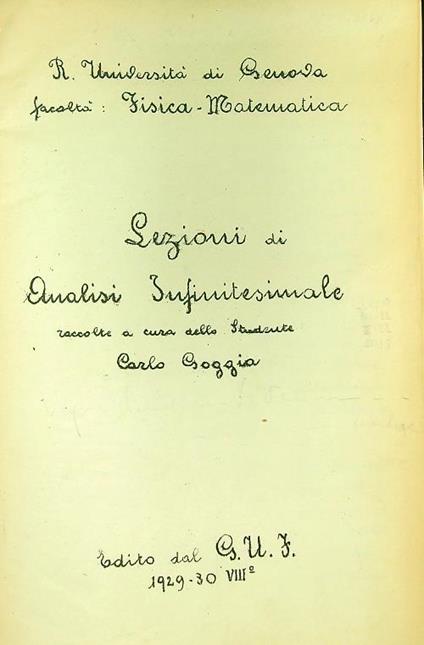 R. Università di Genova
facoltà: Fisica-Matematica
Lezioni di
Analisi Infinitesimale
raccolte a cura dello Studente
Carlo Goggia
Edito dal G.U.F.
1929-30 VIIIº